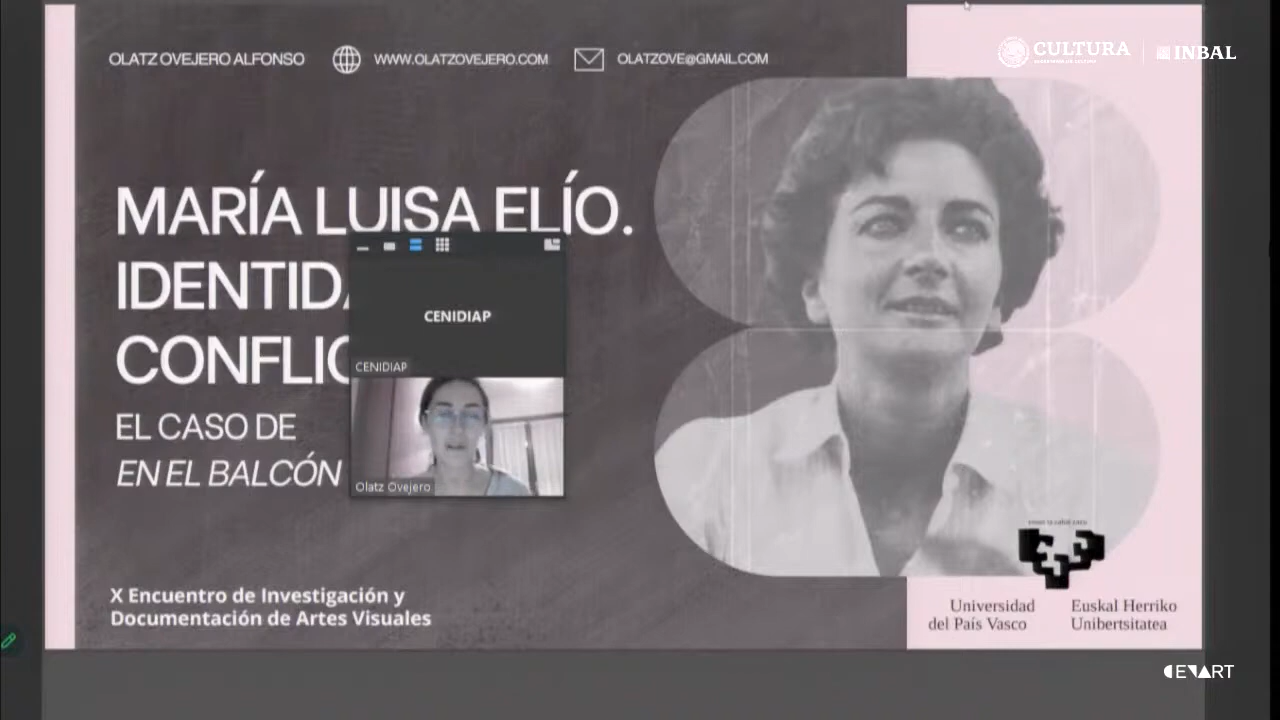 OLATZ OVEJERO ALFONSO
WWW.OLATZOVEJERO.COM
OLATZOVE@GMAIL.COM
CULTURA
INBAL
MARÍA LUISA ELÍO.
IDENTIDA
CONFLIC
EL CASO DE
EN EL BALCÓN
CENIDIAP
CENIDIAP
Olatz Ovejero
X Encuentro de Investigación y
Documentación de Artes Visuales
Universidad
del País Vasco
Euskal Herriko
Unibertsitatea
CENART